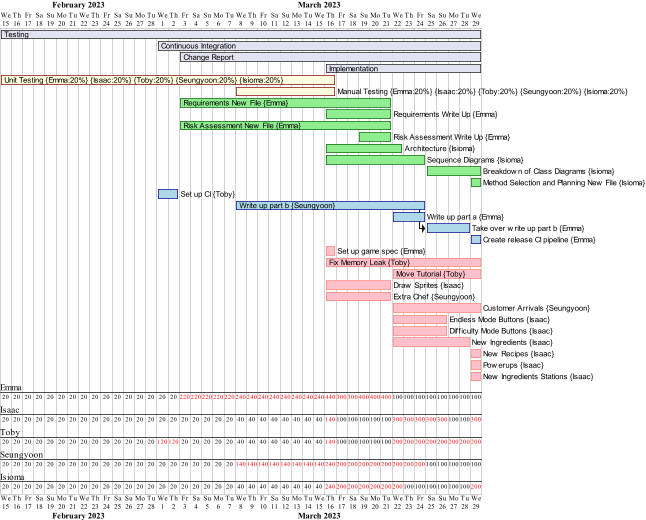 February 2023 March 2023
We Th Fr Sa Su Mo Tu We Th Fr Sa Su Mo Tu We Th Fr Sa Su Mo Tu We Th Fr Sa Su Mo Tu We Th Fr Sa Su Mo Tu We Th Fr Sa Su Mo Tu We
15 16 17 18 19 20 21 22 23 24 25 26 27 28 1 2 3 4 5 6 7 8 9 10 11 12 13 14 15 16 17 18 19 20 21 22 23 24 25 26 27 28 29
Testing
Continuous Integration
Change Report
Implementation
Unit Testing {Emma:20%} {Isaac:20%} {Toby:20%} {Seungyoon:20%} {Isioma:20%}
Manual Testing {Emma:20%} {Isaac:20%} {Toby:20%} {Seungyoon:20%} {Isioma:20%}
Requirements New File {Emma}
Requirements Write Up {Emma}
Risk Assessment New File {Emma}
Risk Assessment Write Up {Emma}
Architecture {Isioma}
Sequence Diagrams {Isioma}
Breakdown of Class Diagrams {Isioma}
Method Selection and Planning New File {Isioma}
Set up CI {Toby}
Write up part b {Seungyoon}
Write up part a {Emma}
Take over write up part b {Emma}
Create release CI pipeline {Emma}
Set up game spec {Emma}
Fix Memory Leak {Toby}
Move Tutorial {Toby}
Draw Sprites {Isaac}
Extra Chef {Seungyoon}
Customer Arrivals {Seungyoon}
Endless Mode Buttons {Isaac}
Difficulty Mode Buttons {Isaac}
New Ingredients {Isaac}
New Recipes {Isaac}
Powerups {Isaac}
New Ingredients Stations {Isaac}
Emma
20 20 20 20 20 20 20 20 20 20 20 20 20 20 20 20 220 220 220 220 220 240 240 240 240 240 240 240 240 440 300 300 400 400 400 100 100 100 100 100 100 100 100
Isaac
20 20 20 20 20 20 20 20 20 20 20 20 20 20 20 20 20 20 20 20 20 40 40 40 40 40 40 40 40 140 100 100 100 100 100 300 300 300 300 300 100 100 300
Toby
20 20 20 20 20 20 20 20 20 20 20 20 20 20 120 120 20 20 20 20 20 40 40 40 40 40 40 40 40 140 100 100 100 100 100 200 200 200 200 200 200 200 200
Seungyoon
20 20 20 20 20 20 20 20 20 20 20 20 20 20 20 20 20 20 20 20 20 140 140 140 140 140 140 140 140 240 200 200 200 200 200 200 200 200 100 100 100 100 100
Isioma
20 20 20 20 20 20 20 20 20 20 20 20 20 20 20 20 20 20 20 20 20 40 40 40 40 40 40 40 40 240 200 200 200 200 200 200 100 100 100 100 100 100 200
We Th Fr Sa Su Mo Tu We Th Fr Sa Su Mo Tu We Th Fr Sa Su Mo Tu We Th Fr Sa Su Mo Tu We Th Fr Sa Su Mo Tu We Th Fr Sa Su Mo Tu We
15 16 17 18 19 20 21 22 23 24 25 26 27 28 1 2 3 4 5 6 7 8 9 10 11 12 13 14 15 16 17 18 19 20 21 22 23 24 25 26 27 28 29
February 2023 March 2023